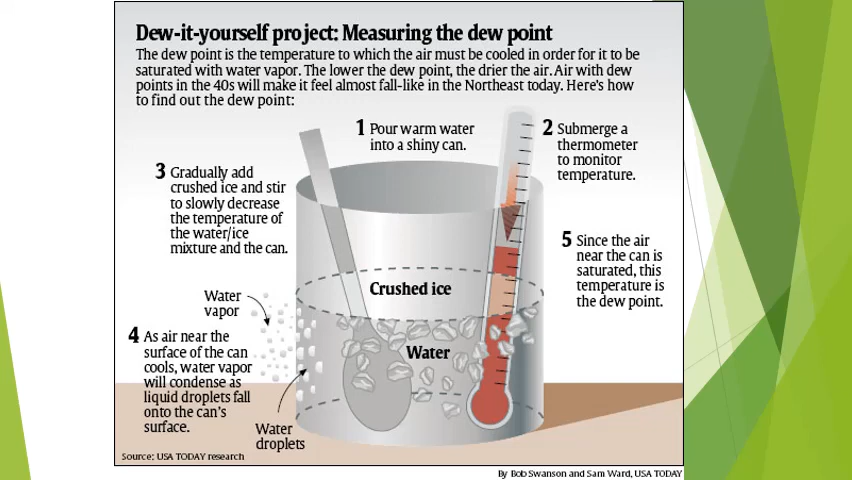 Dew-it-yourself project: Measuring the dew point
The dew point is the temperature to which the air must be cooled in order for it to be
saturated with water vapor. The lower the dew point, the drier the air. Air with dew
points in the 40s will make it feel almost fall-like in the Northeast today. Here's how
to find out the dew point:
1 Pour warm water
into a shiny can.
2 Submerge a
thermometer
to monitor
temperature.
3 Gradually add
crushed ice and stir
to slowly decrease
the temperature of
the water/ice
mixture and the can.
Water
vapor
4 As air near the
surface of the can
cools, water vapor
will condense as
liquid droplets fall
onto the can's
surface.
Water
droplets
Crushed ice
Water
5 Since the air
near the can is
saturated, this
temperature is
the dew point.
Source: USA TODAY research
By Bob Swanson and Sam Ward, USA TODAY